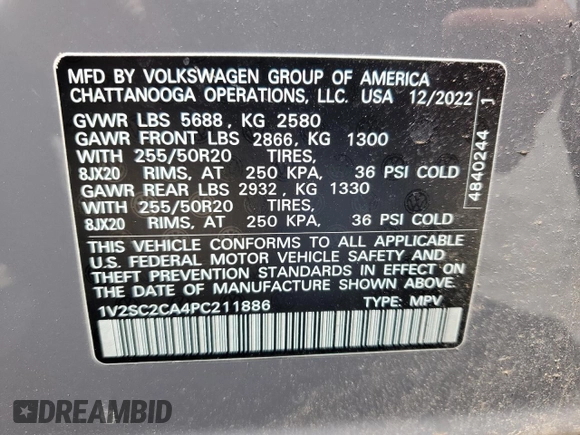 MFD BY VOLKSWAGEN GROUP OF AMERICA
CHATTANOOGA OPERATIONS, LLC. USA 12/2022
GVWR LBS 5688, KG 2580
GAWR FRONT LBS 2866, KG 1300
WITH 255/50R20 TIRES,
8JX20 RIMS, AT 250 KPA, 36 PSI COLD
GAWR REAR LBS 2932, KG 1330
WITH 255/50R20 TIRES,
8JX20 RIMS, AT 250 KPA, 36 PSI COLD
THIS VEHICLE CONFORMS TO ALL APPLICABLE
U.S. FEDERAL MOTOR VEHICLE SAFETY AND
THEFT PREVENTION STANDARDS IN EFFECT ON
THE DATE OF MANUFACTURE SHOWN ABOVE.
1V2SC2CA4PC211886 TYPE: MPV
4840244 1
DREAMBID